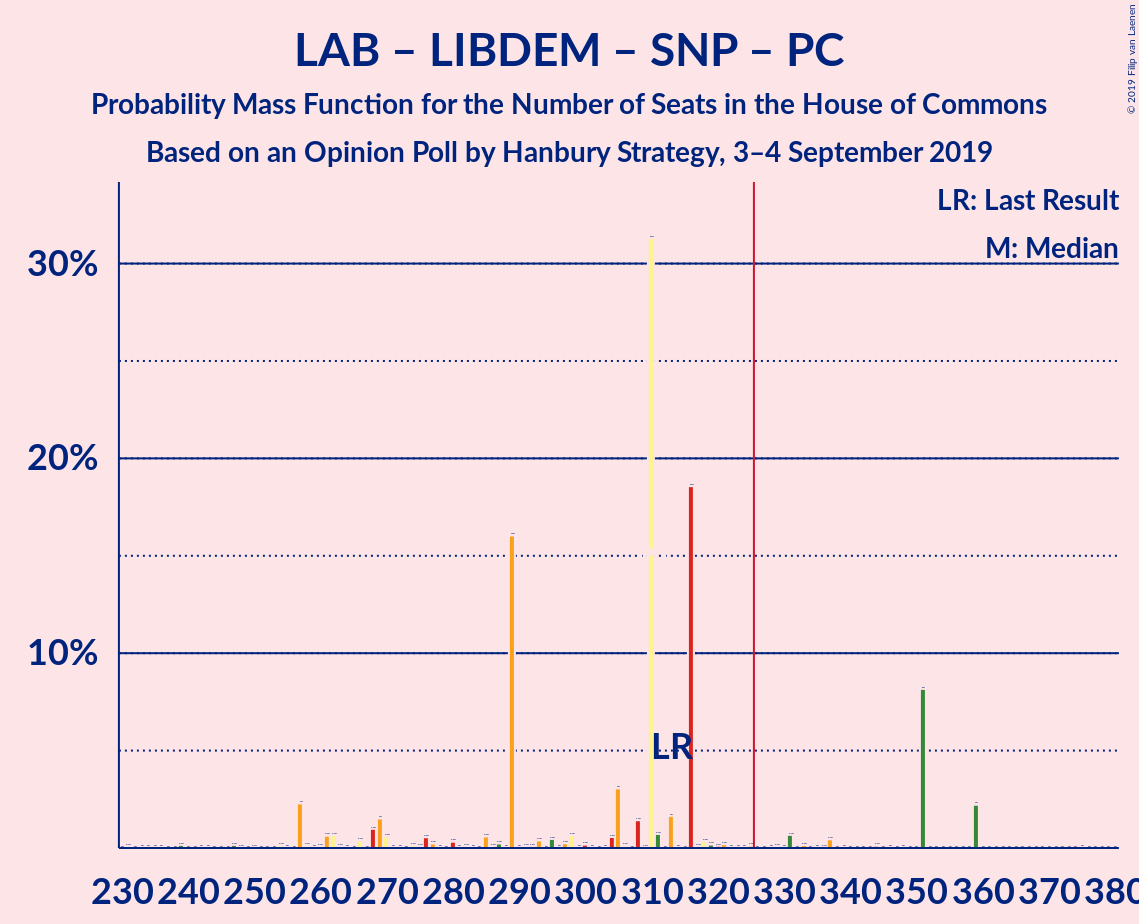 LAB – LIBDEM – SNP – PC
Probability Mass Function for the Number of Seats in the House of Commons
Based on an Opinion Poll by Hanbury Strategy, 3–4 September 2019
© 2019 Filip van Laenen
LR: Last Result
M: Median
30%
20%
10%
LR
230 240 250 260 270 280 290 300 310 320 330 340 350 360 370 380